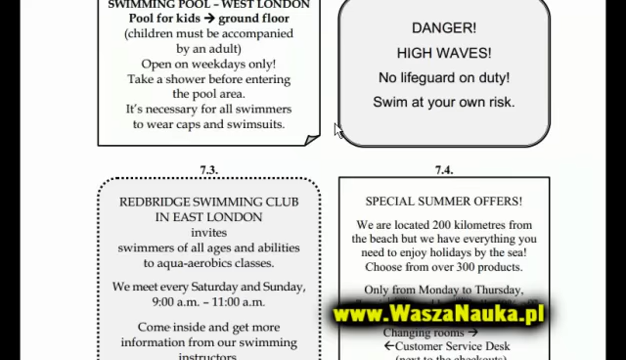 SWIMMING POOL – WEST LONDON
Pool for kids → ground floor
(children must be accompanied
by an adult)
Open on weekdays only!
Take a shower before entering
the pool area.
It's necessary for all swimmers
to wear caps and swimsuits.
DANGER!
HIGH WAVES!
No lifeguard on duty!
Swim at your own risk.
7.3.
REDBRIDGE SWIMMING CLUB
IN EAST LONDON
invites
swimmers of all ages and abilities
to aqua-aerobics classes.
We meet every Saturday and Sunday,
9:00 a.m. – 11:00 a.m.
Come inside and get more
information from our swimming
instructors.
7.4.
SPECIAL SUMMER OFFERS!
We are located 200 kilometres from
the beach but we have everything you
need to enjoy holidays by the sea!
Choose from over 300 products.
Only from Monday to Thursday,
www.WaszaNauka.pl
Changing rooms →
←Customer Service Desk
(next to the checkouts)